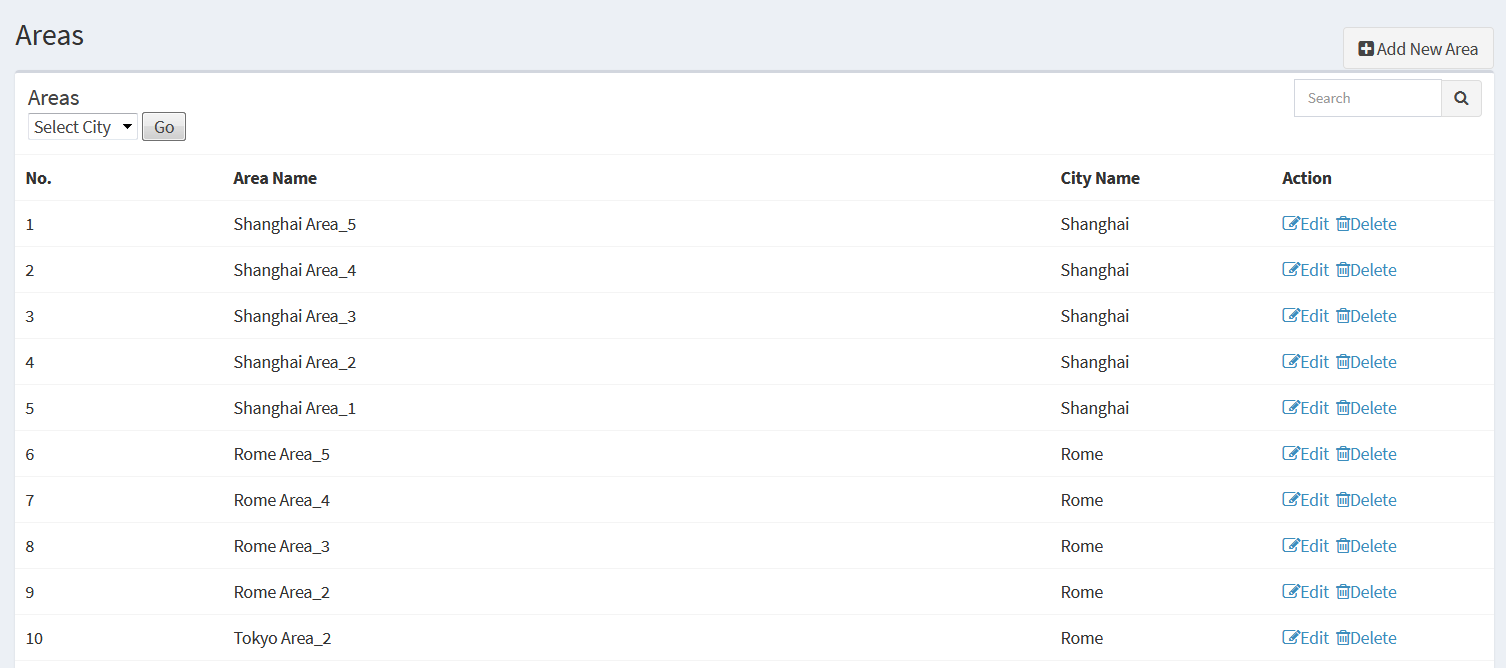 Areas
Add New Area
Areas
Search
Select City Go
No. Area Name City Name Action
1 Shanghai Area_5 Shanghai Edit Delete
2 Shanghai Area_4 Shanghai Edit Delete
3 Shanghai Area_3 Shanghai Edit Delete
4 Shanghai Area_2 Shanghai Edit Delete
5 Shanghai Area_1 Shanghai Edit Delete
6 Rome Area_5 Rome Edit Delete
7 Rome Area_4 Rome Edit Delete
8 Rome Area_3 Rome Edit Delete
9 Rome Area_2 Rome Edit Delete
10 Tokyo Area_2 Rome Edit Delete